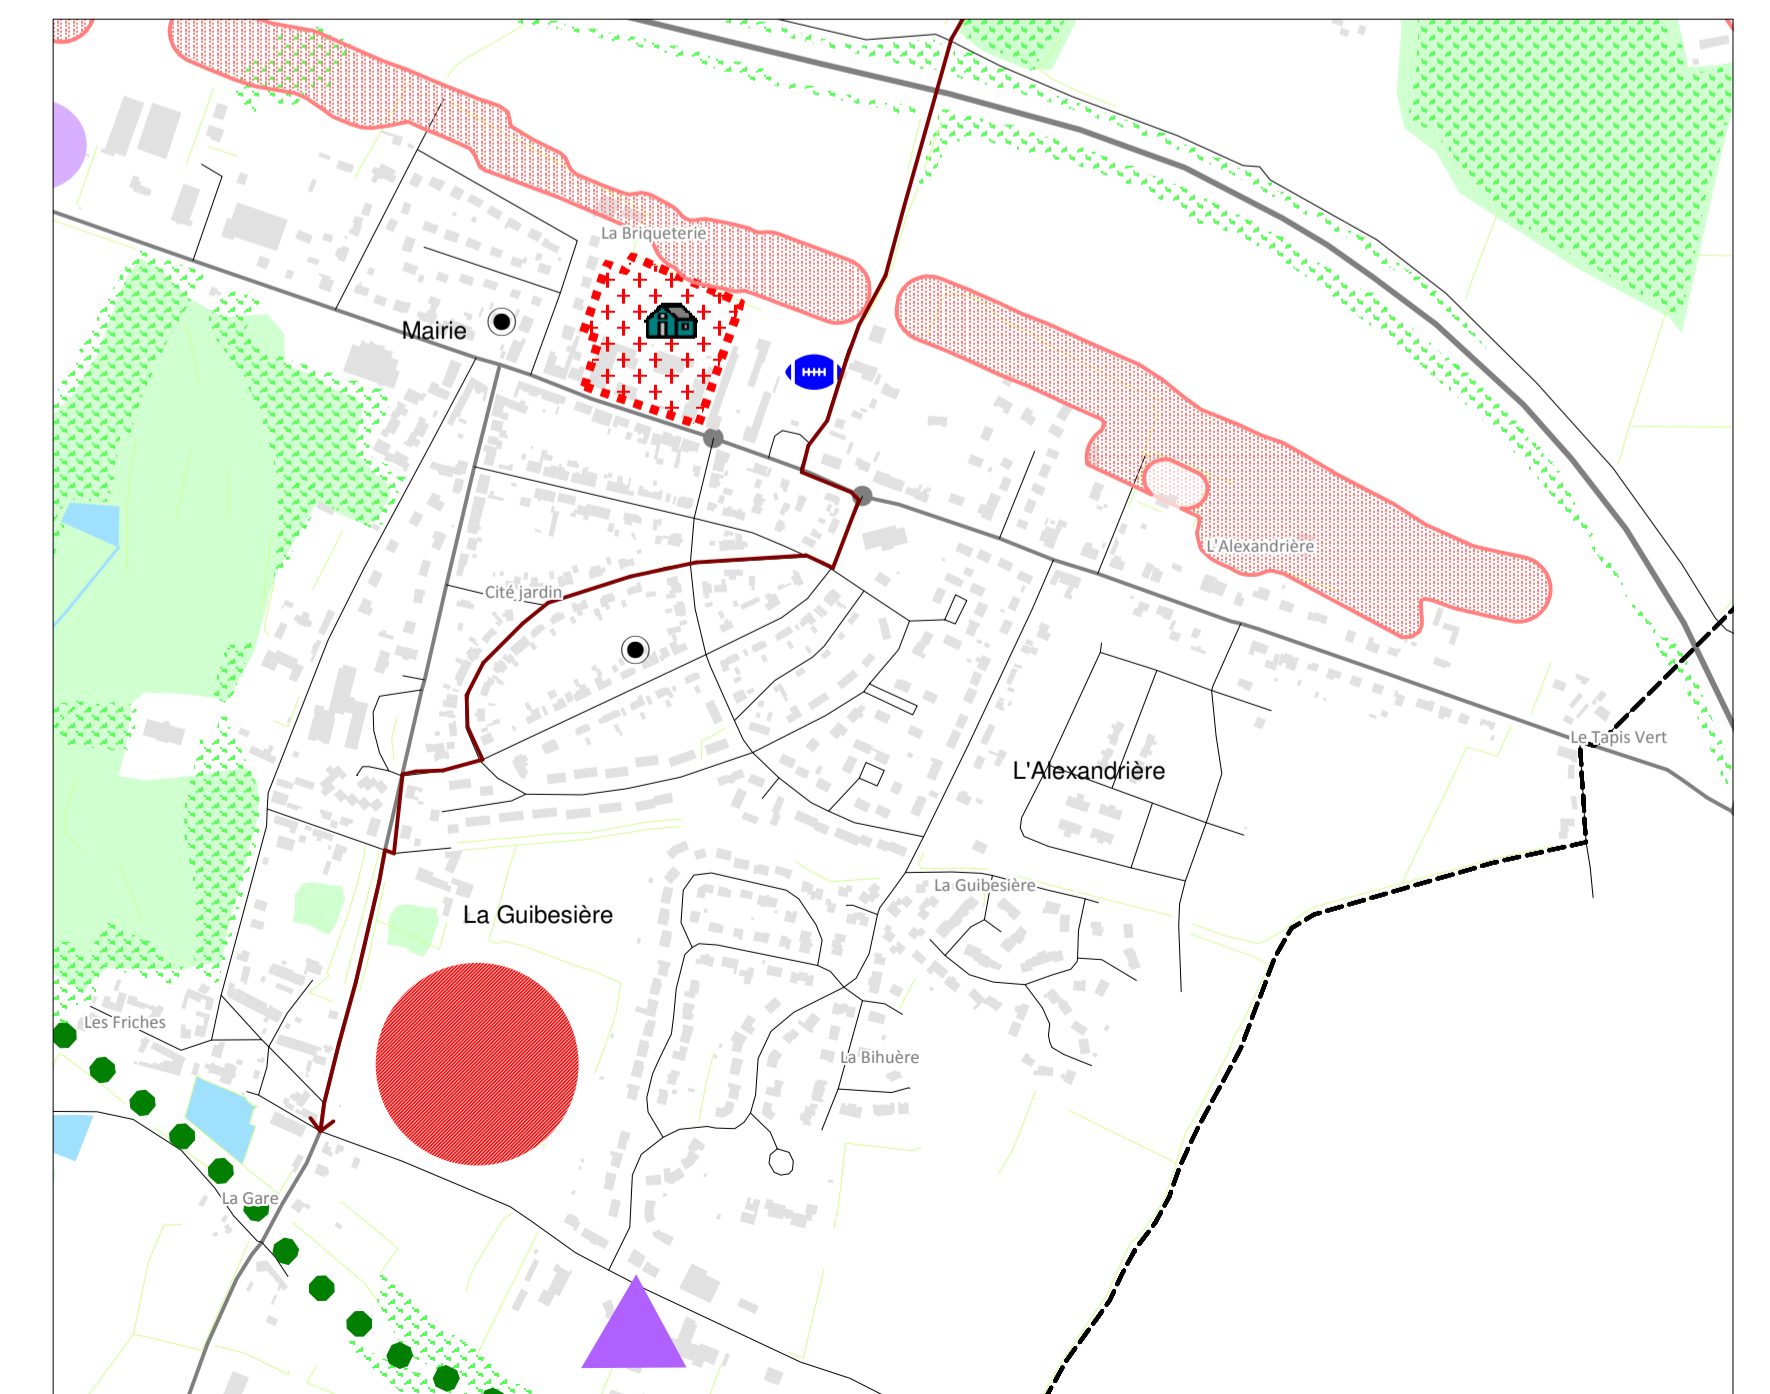 La Briqueterie
Mairie
L'Alexandrière
Cité jardin
Le Tapis Vert
L'Alexandrière
La Guibesière
La Guibesière
Les Friches
La Bihuère
La Gare